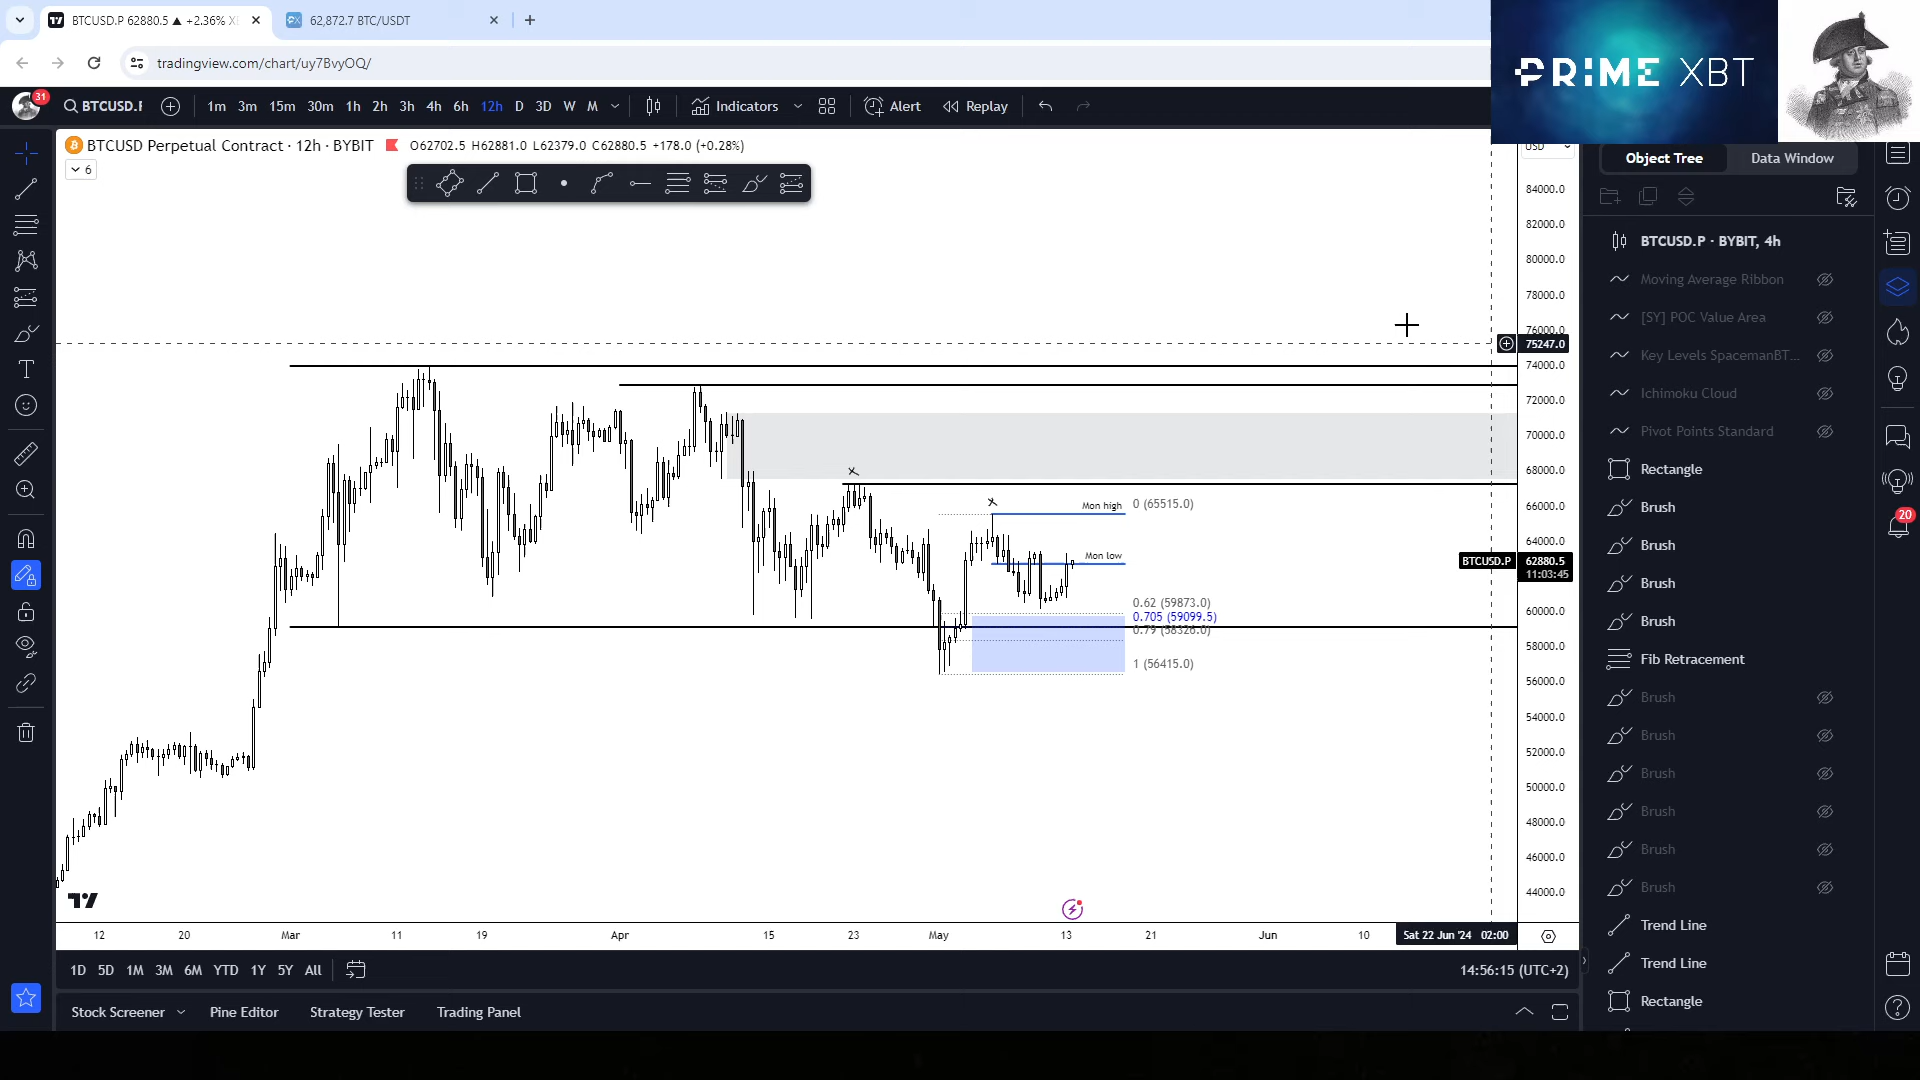 BTCUSD.P 62880.5 ▲ +2.36%
62,872.7 BTC/USDT
tradingview.com/chart/uy7BvyOQ/
PRIME XBT
31
BTCUSD.P
1m 3m 15m 30m 1h 2h 3h 4h 6h 12h D 3D W M
Indicators
Alert
Replay
BTCUSD Perpetual Contract · 12h · BYBIT
O62702.5 H62881.0 L62379.0 C62880.5 +178.0 (+0.28%)
USD
6
Object Tree
Data Window
BTCUSD.P · BYBIT, 4h
Moving Average Ribbon
[SY] POC Value Area
Key Levels SpacemanBT...
Ichimoku Cloud
Pivot Points Standard
Rectangle
Brush
Brush
Brush
Brush
Fib Retracement
Brush
Brush
Brush
Brush
Brush
Brush
Trend Line
Trend Line
Rectangle
20
84000.0
82000.0
80000.0
78000.0
76000.0
75247.0
74000.0
72000.0
70000.0
68000.0
66000.0
64000.0
BTCUSD.P 62880.5
11:03:45
60000.0
58000.0
56000.0
54000.0
52000.0
50000.0
48000.0
46000.0
44000.0
Mon high
0 (65515.0)
Mon low
0.62 (59873.0)
0.705 (59099.5)
0.79 (58326.0)
1 (56415.0)
12 20 Mar 11 19 Apr 15 23 May 13 21 Jun 10
Sat 22 Jun '24 02:00
1D 5D 1M 3M 6M YTD 1Y 5Y All
14:56:15 (UTC+2)
Stock Screener
Pine Editor
Strategy Tester
Trading Panel